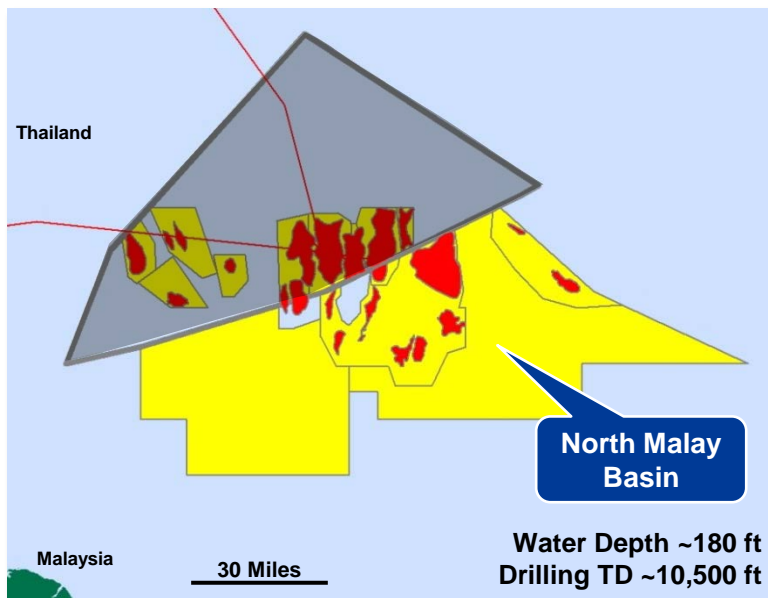 Thailand
North Malay
Basin
Water Depth ~180 ft
Malaysia
30 Miles
Drilling TD ~10,500 ft